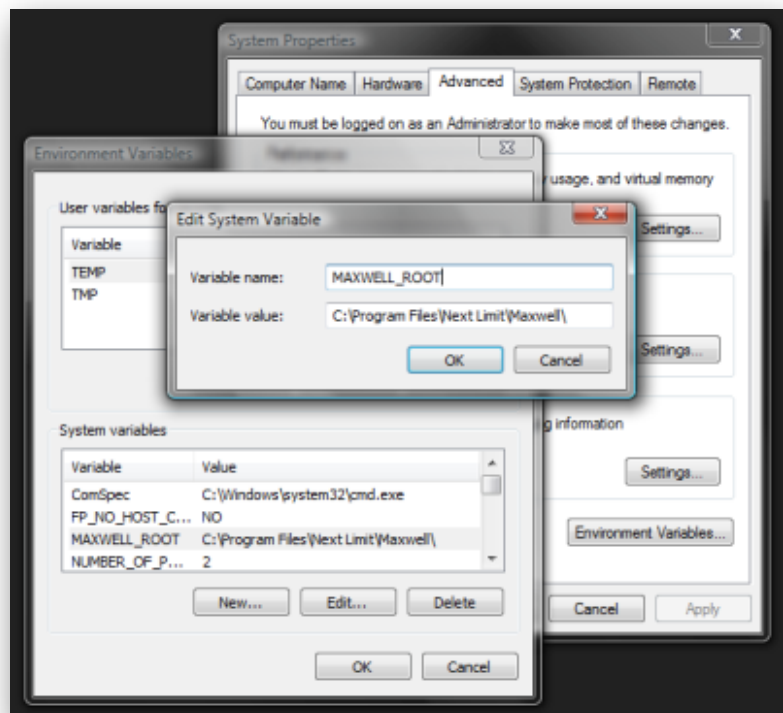 System Properties
Computer Name Hardware Advanced System Protection Remote
You must be logged on as an Administrator to make most of these changes.
Performance
usage, and virtual memory
Settings...
Settings...
g information
Settings...
Environment Variables...
Cancel Apply
Environment Variables
User variables fo
Variable
TEMP
TMP
Edit System Variable
Variable name: MAXWELL_ROOT
Variable value: C:\Program Files\Next Limit\Maxwell\
OK Cancel
System variables
Variable Value
ComSpec C:\Windows\system32\cmd.exe
FP_NO_HOST_C... NO
MAXWELL_ROOT C:\Program Files\Next Limit\Maxwell\
NUMBER_OF_P... 2
New... Edit... Delete
OK Cancel